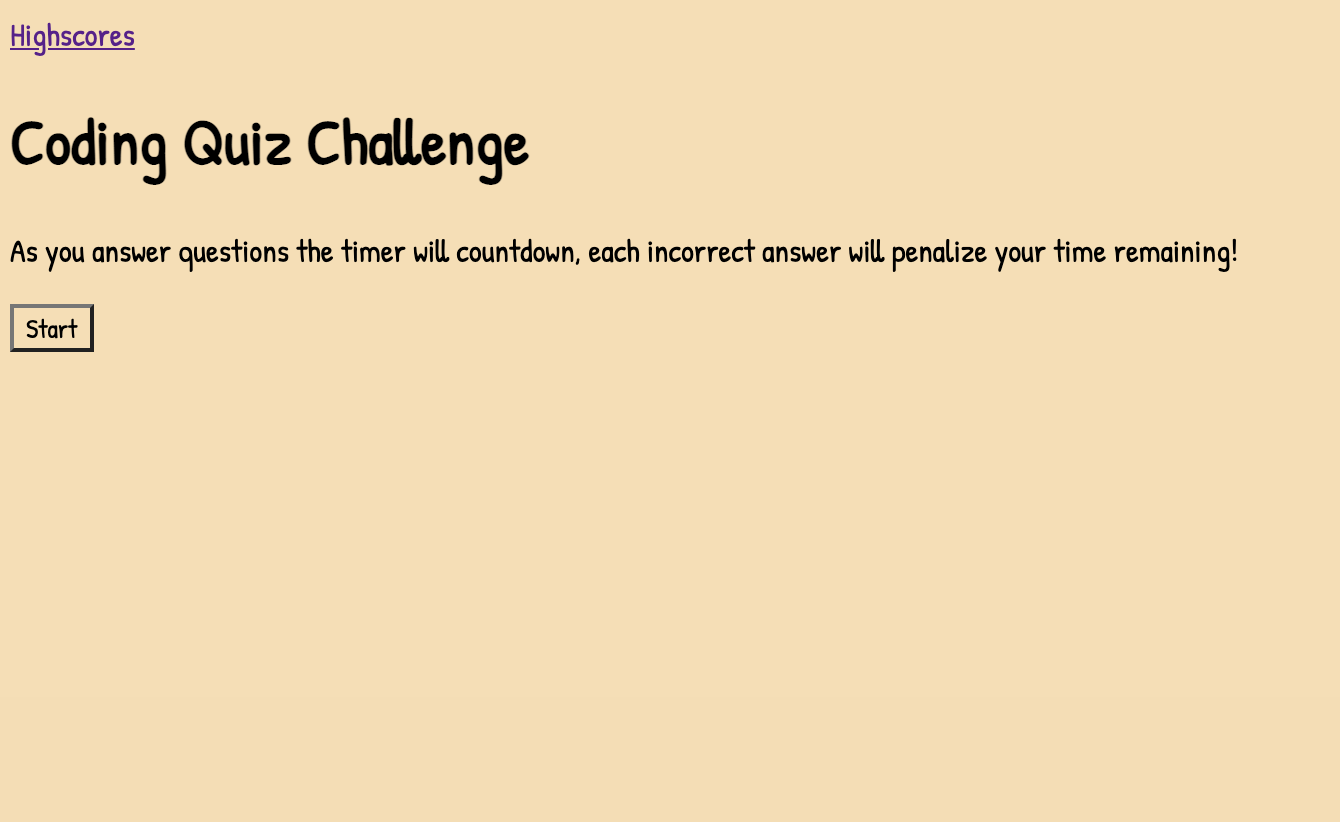 Highscores
Coding Quiz Challenge
As you answer questions the timer will countdown, each incorrect answer will penalize your time remaining!
Start